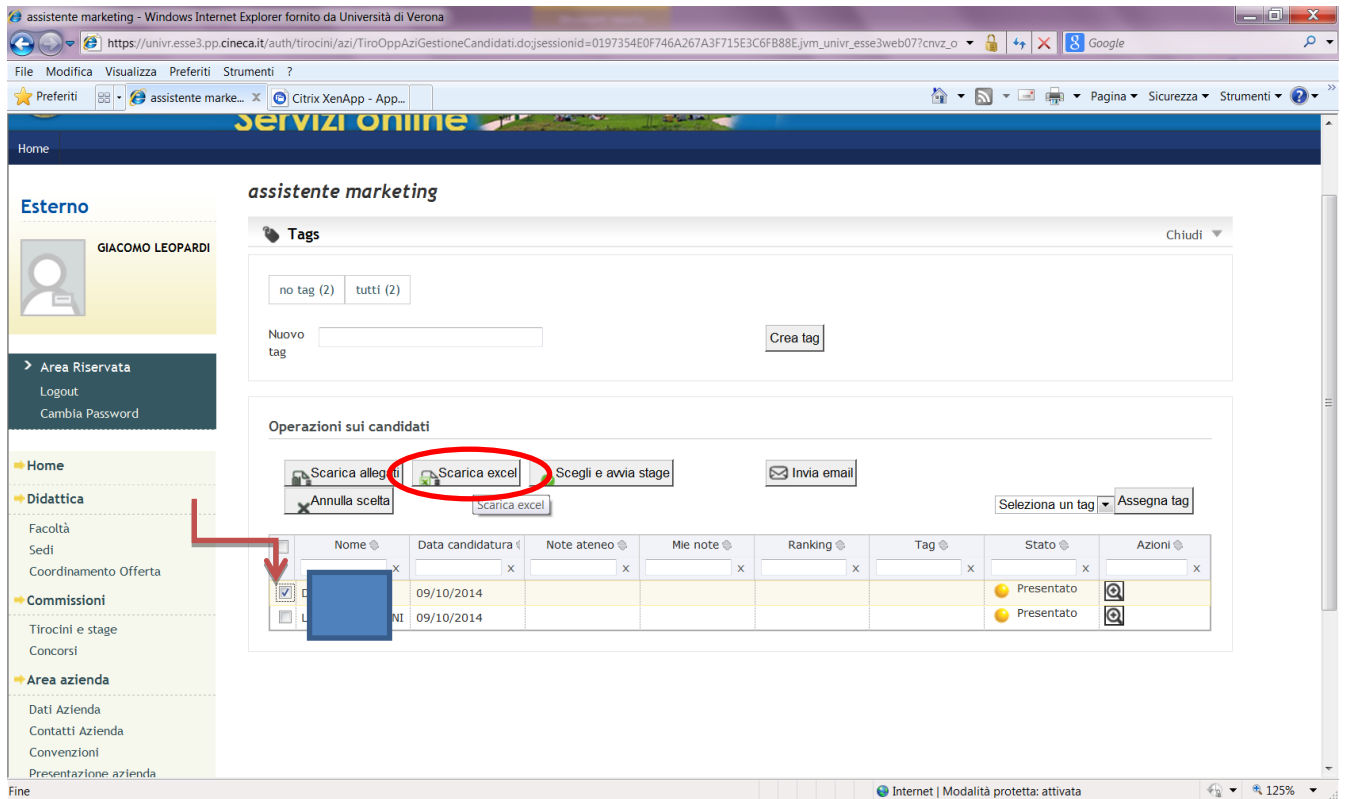 assistente marketing - Windows Internet Explorer fornito da Università di Verona
https://univr.esse3.pp.cineca.it/auth/tirocini/azi/TiroOppAziGestioneCandidati.do;jsessionid=0197354E0F746A267A3F715E3C6FB88E.jvm_univr_esse3web07?cnvz_o Google
File Modifica Visualizza Preferiti Strumenti ?
Preferiti assistente marke... X Citrix XenApp - App... Pagina Sicurezza Strumenti »
Servizi online
Home
assistente marketing
Esterno
GIACOMO LEOPARDI
Tags Chiudi
no tag (2) tutti (2)
Nuovo tag Crea tag
Area Riservata
Logout
Cambia Password
Operazioni sui candidati
Scarica allegati Scarica excel Scegli e avvia stage Invia email
Annulla scelta Scarica excel Seleziona un tag Assegna tag
Nome Data candidatura Note ateneo Mie note Ranking Tag Stato Azioni
x x x x x x x x
D 09/10/2014 Presentato
L NI 09/10/2014 Presentato
Home
Didattica
Facoltà
Sedi
Coordinamento Offerta
Commissioni
Tirocini e stage
Concorsi
Area azienda
Dati Azienda
Contatti Azienda
Convenzioni
Presentazione azienda
Fine Internet | Modalità protetta: attivata 125%